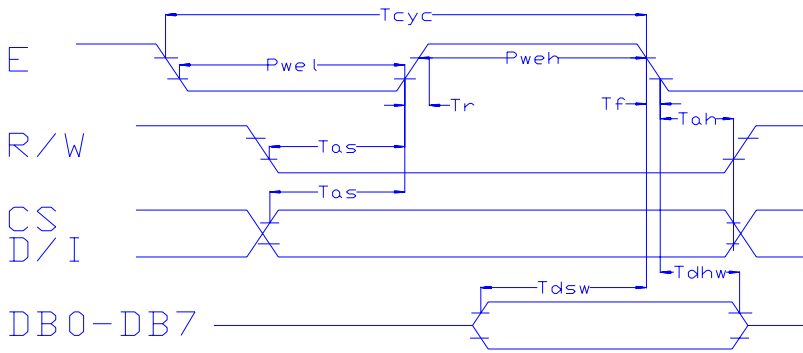 Tcyc
E
Pwel
Pweh
Tr
Tf
Tah
R/W
Tas
Tas
CS
D/I
Tdhw
Tdsw
DB0-DB7